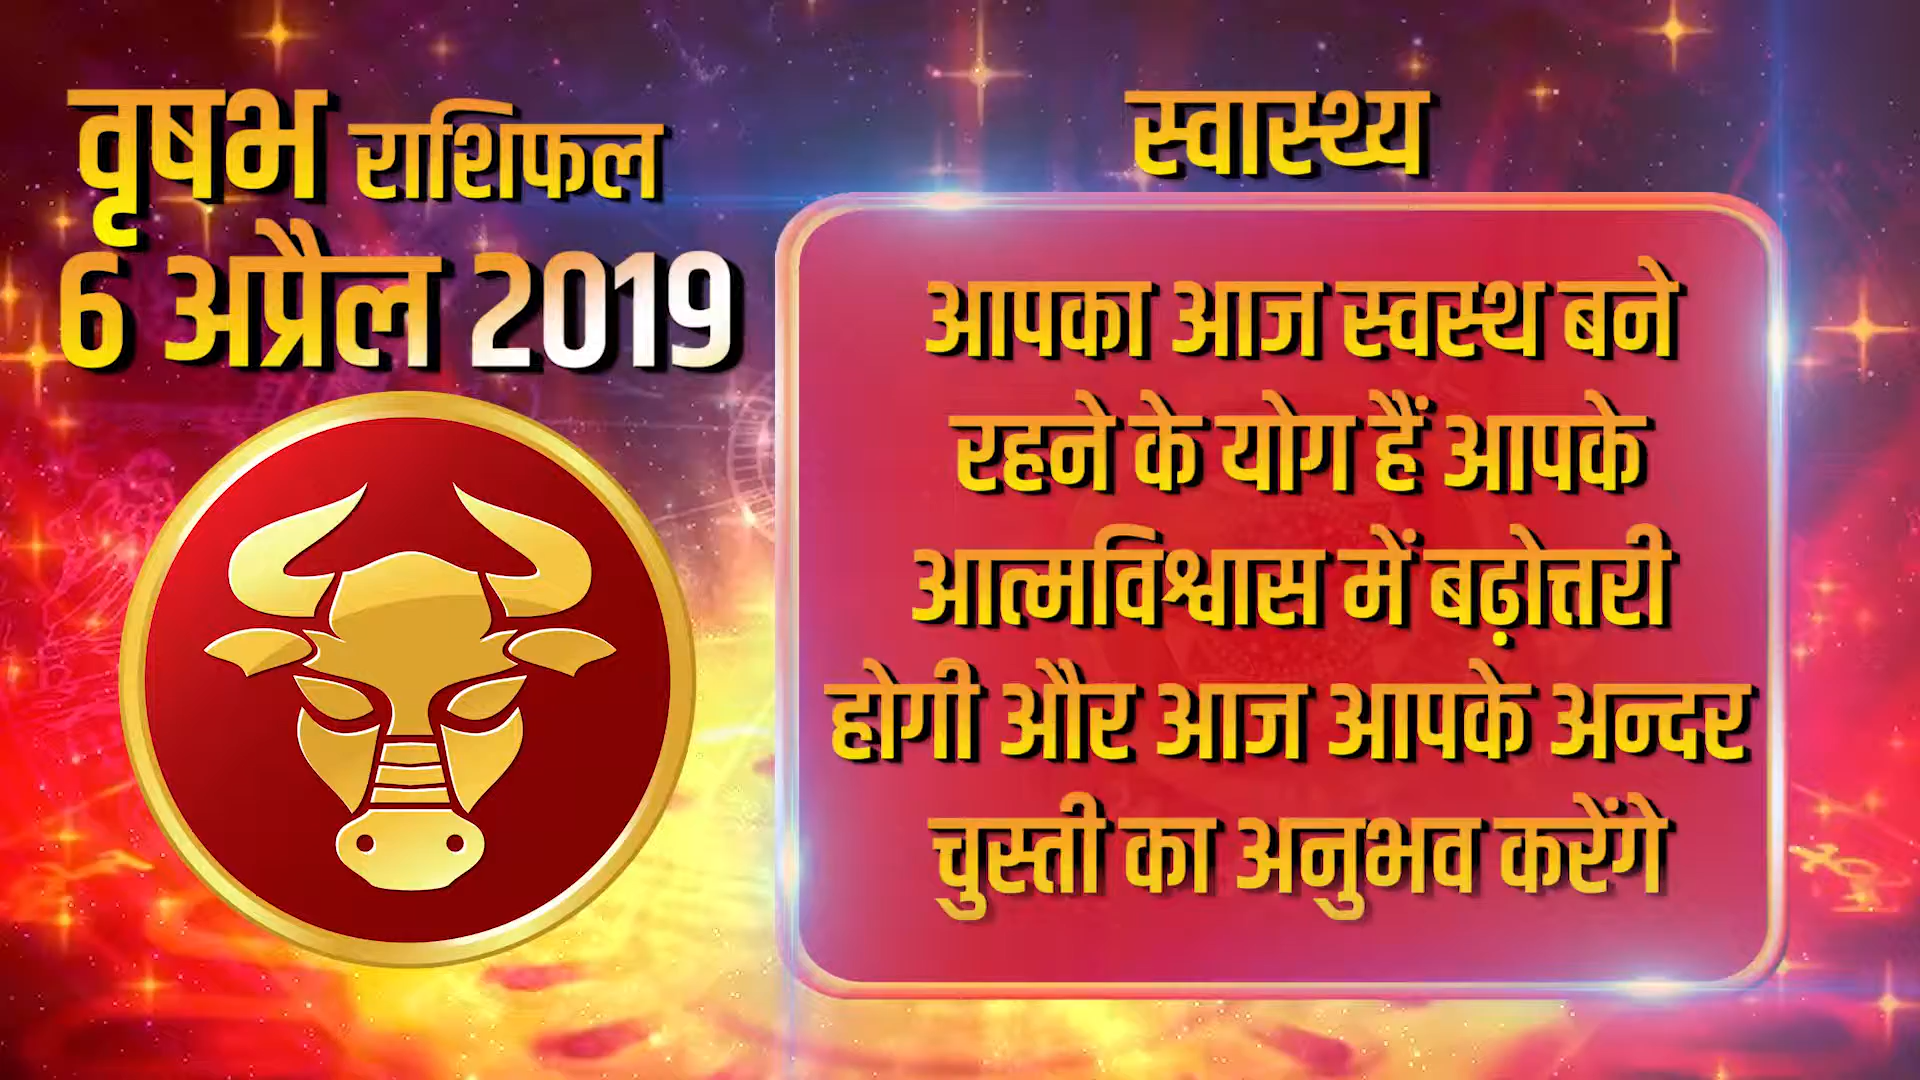 वृषभ राशिफल
6 अप्रैल 2019
स्वास्थ्य
आपका आज स्वस्थ बने
रहने के योग हैं आपके
आत्मविश्वास में बढ़ोत्तरी
होगी और आज आपके अन्दर
चुस्ती का अनुभव करेंगे